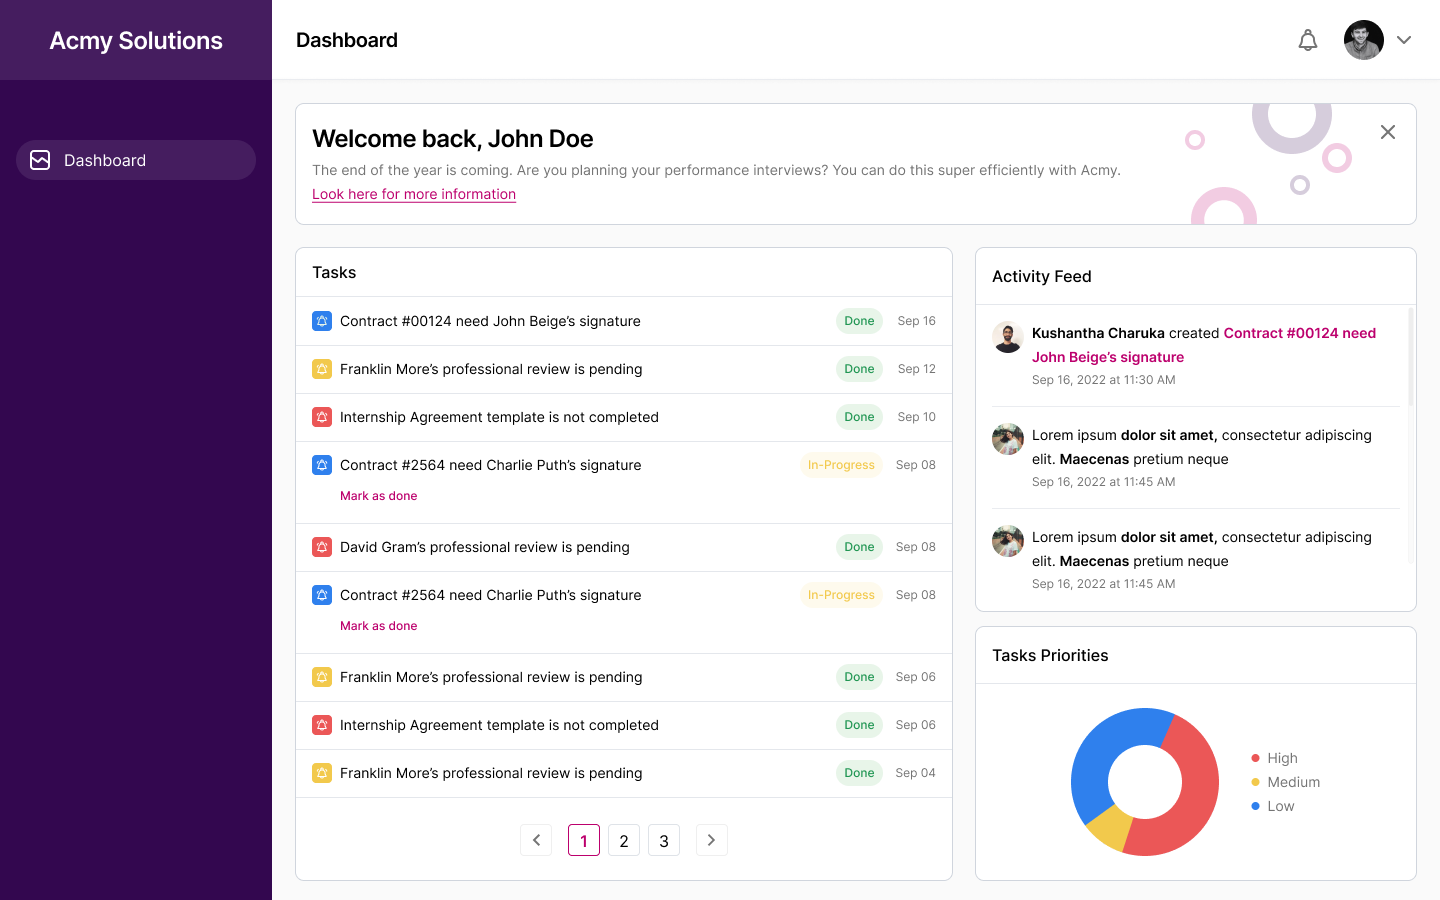 Acmy Solutions
Dashboard
Dashboard
Welcome back, John Doe
The end of the year is coming. Are you planning your performance interviews? You can do this super efficiently with Acmy.
Look here for more information
Tasks
Contract #00124 need John Beige’s signature Done Sep 16
Franklin More’s professional review is pending Done Sep 12
Internship Agreement template is not completed Done Sep 10
Contract #2564 need Charlie Puth’s signature In-Progress Sep 08
Mark as done
David Gram’s professional review is pending Done Sep 08
Contract #2564 need Charlie Puth’s signature In-Progress Sep 08
Mark as done
Franklin More’s professional review is pending Done Sep 06
Internship Agreement template is not completed Done Sep 06
Franklin More’s professional review is pending Done Sep 04
1 2 3
Activity Feed
Kushantha Charuka created Contract #00124 need
John Beige’s signature
Sep 16, 2022 at 11:30 AM
Lorem ipsum dolor sit amet, consectetur adipiscing
elit. Maecenas pretium neque
Sep 16, 2022 at 11:45 AM
Lorem ipsum dolor sit amet, consectetur adipiscing
elit. Maecenas pretium neque
Sep 16, 2022 at 11:45 AM
Tasks Priorities
High
Medium
Low